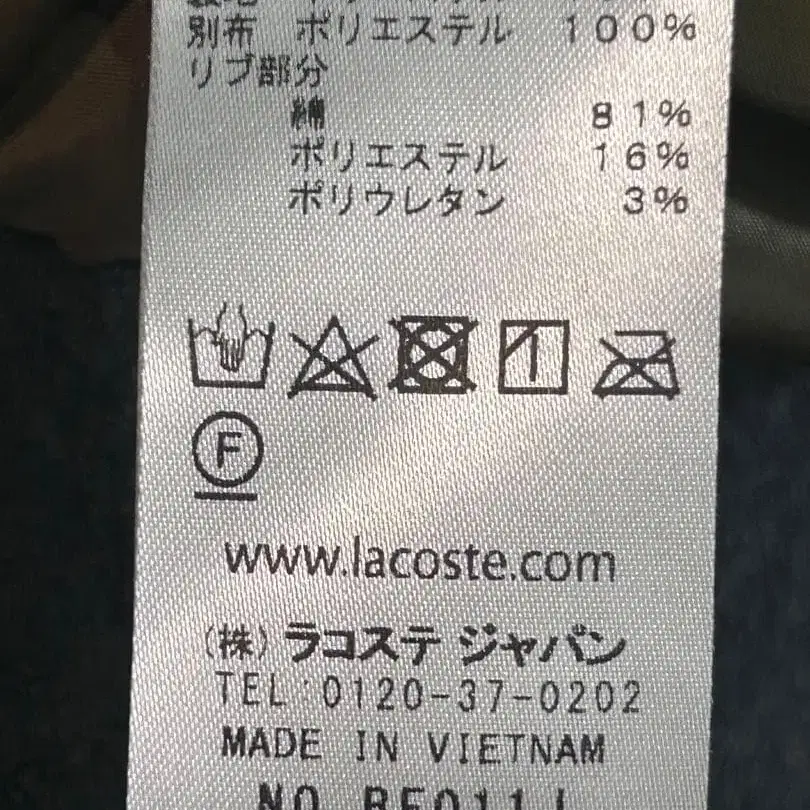 別布 ポリエステル 100%
リブ部分
綿 81%
ポリエステル 16%
ポリウレタン 3%
F
www.lacoste.com
(株)ラコステ ジャパン
TEL:0120-37-0202
MADE IN VIETNAM